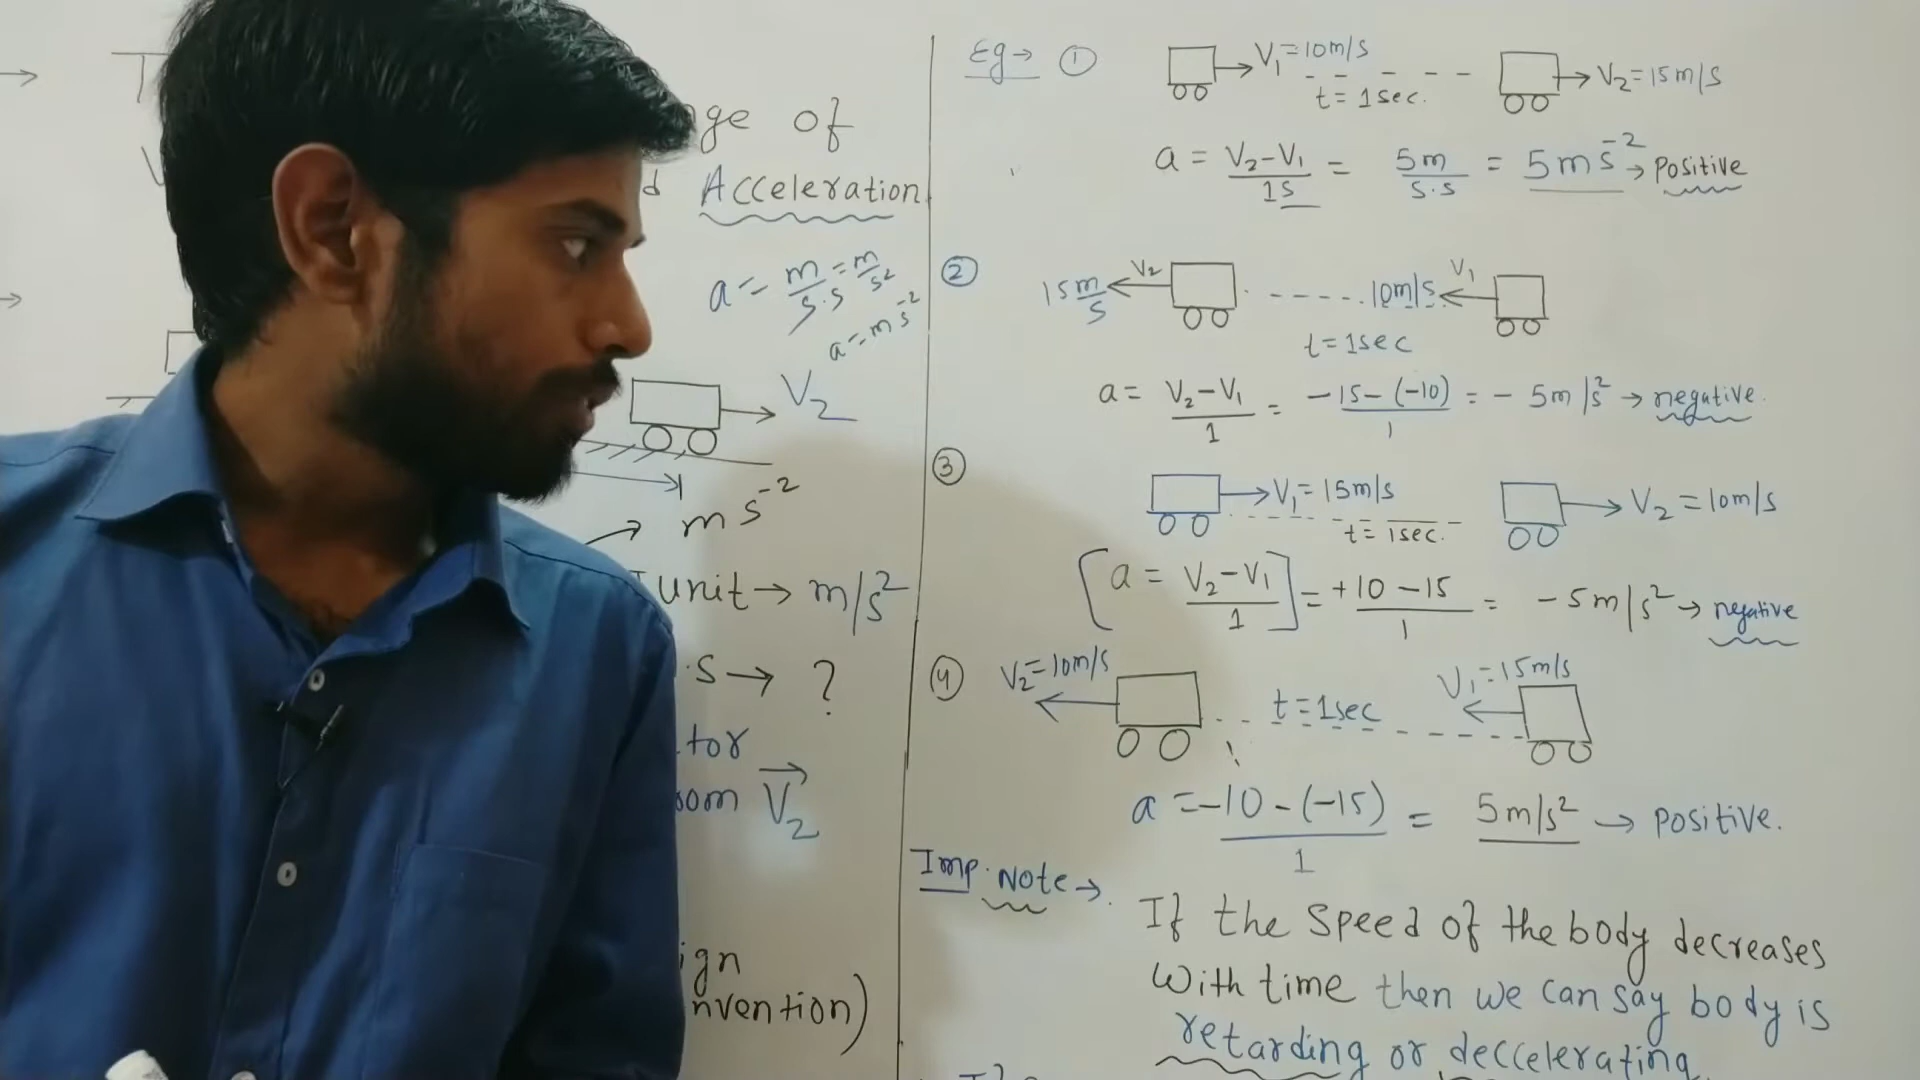 ge of
Acceleration
a = m/s.s = m/s²
a = m s⁻²
V₂
m s⁻²
unit → m/s²
.S → ?
tor
V₂
ign
nvention)
Eg → ①
V₁ = 10m/s
t = 1sec.
V₂ = 15m/s
a = V₂-V₁/1s = 5m/s.s = 5ms⁻² → positive
②
15m/s
V₂
10m/s
V₁
t = 1sec
a = V₂-V₁/1 = -15-(-10)/1 = - 5m/s² → negative.
③
V₁ = 15m/s
t = 1sec.
V₂ = 10m/s
[a = V₂-V₁/1] = +10-15/1 = -5m/s² → negative
④
V₂ = 10m/s
t = 1sec
V₁ = 15m/s
a = -10-(-15)/1 = 5m/s² → positive.
Imp. Note →
If the speed of the body decreases
with time then we can say body is
retarding or deccelerating.